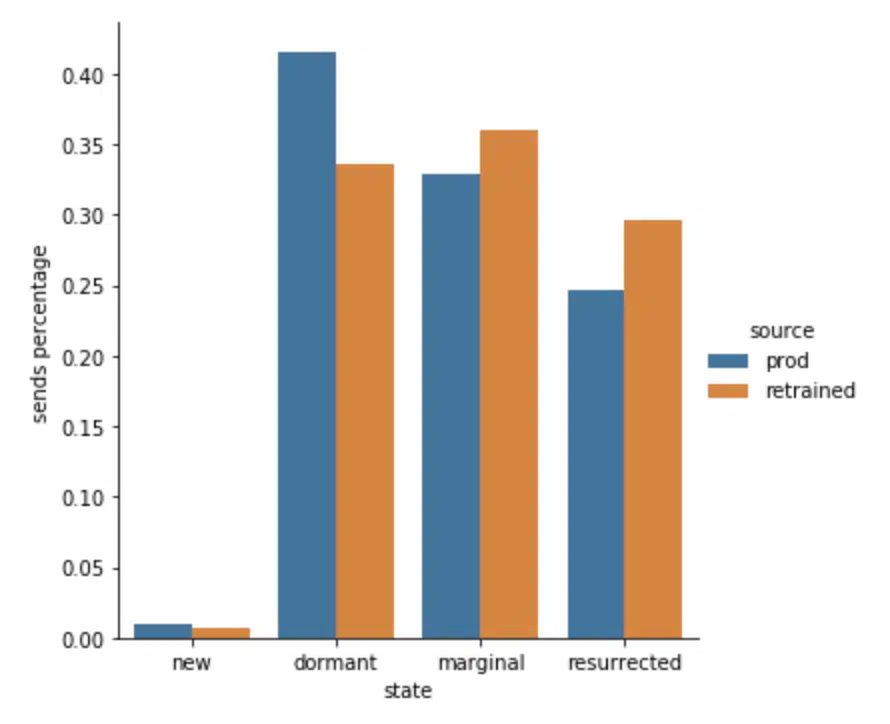 0.40
0.35
0.30
0.25
0.20
0.15
0.10
0.05
0.00
sends percentage
new dormant marginal resurrected
state
source
prod
retrained